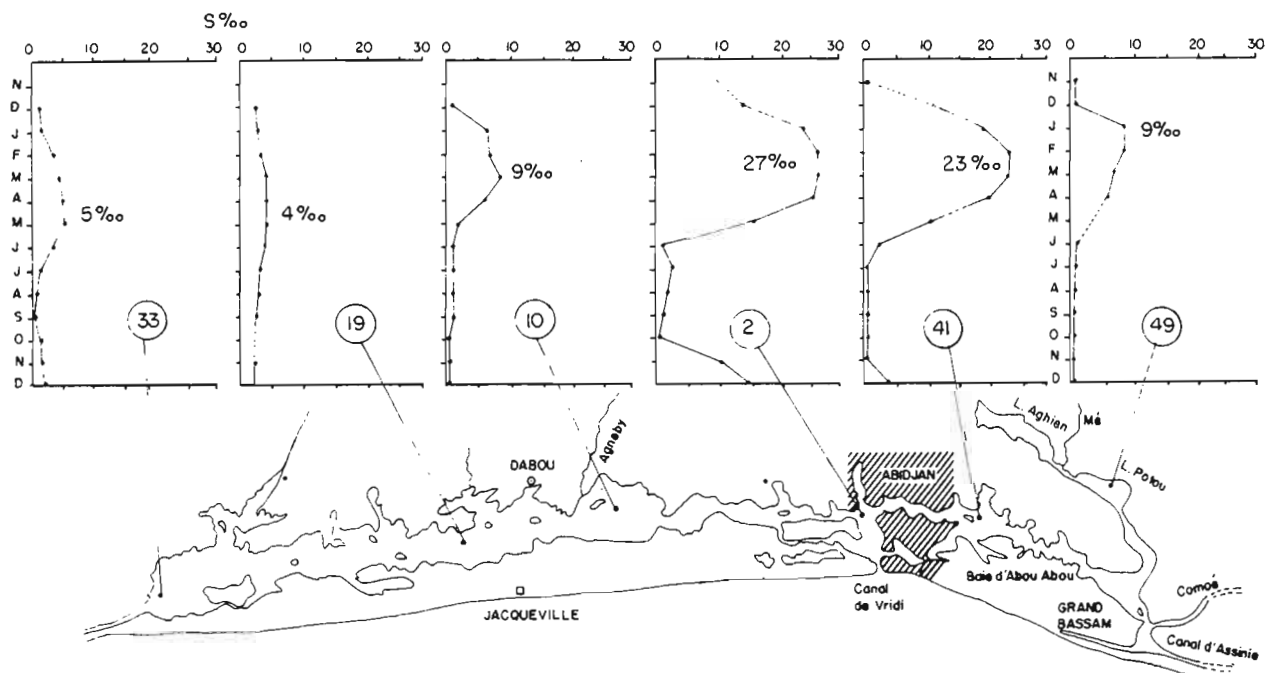 S‰
0 10 20 30
0 10 20 30
0 10 20 30
0 10 20 30
0 10 20 30
0 10 20 30
N
D
J
F
M
A
M
J
J
A
S
O
N
D
5‰
4‰
9‰
27‰
23‰
N
D
J
F
M
A
M
J
J
A
S
O
N
D
9‰
33
19
10
2
41
49
L. Aghien
Mé
L. Potou
Agneby
DABOU
ABIDJAN
JACQUEVILLE
Canal
de Vridi
Baie d'Abou Abou
GRAND
BASSAM
Comoé
Canal d'Assinie